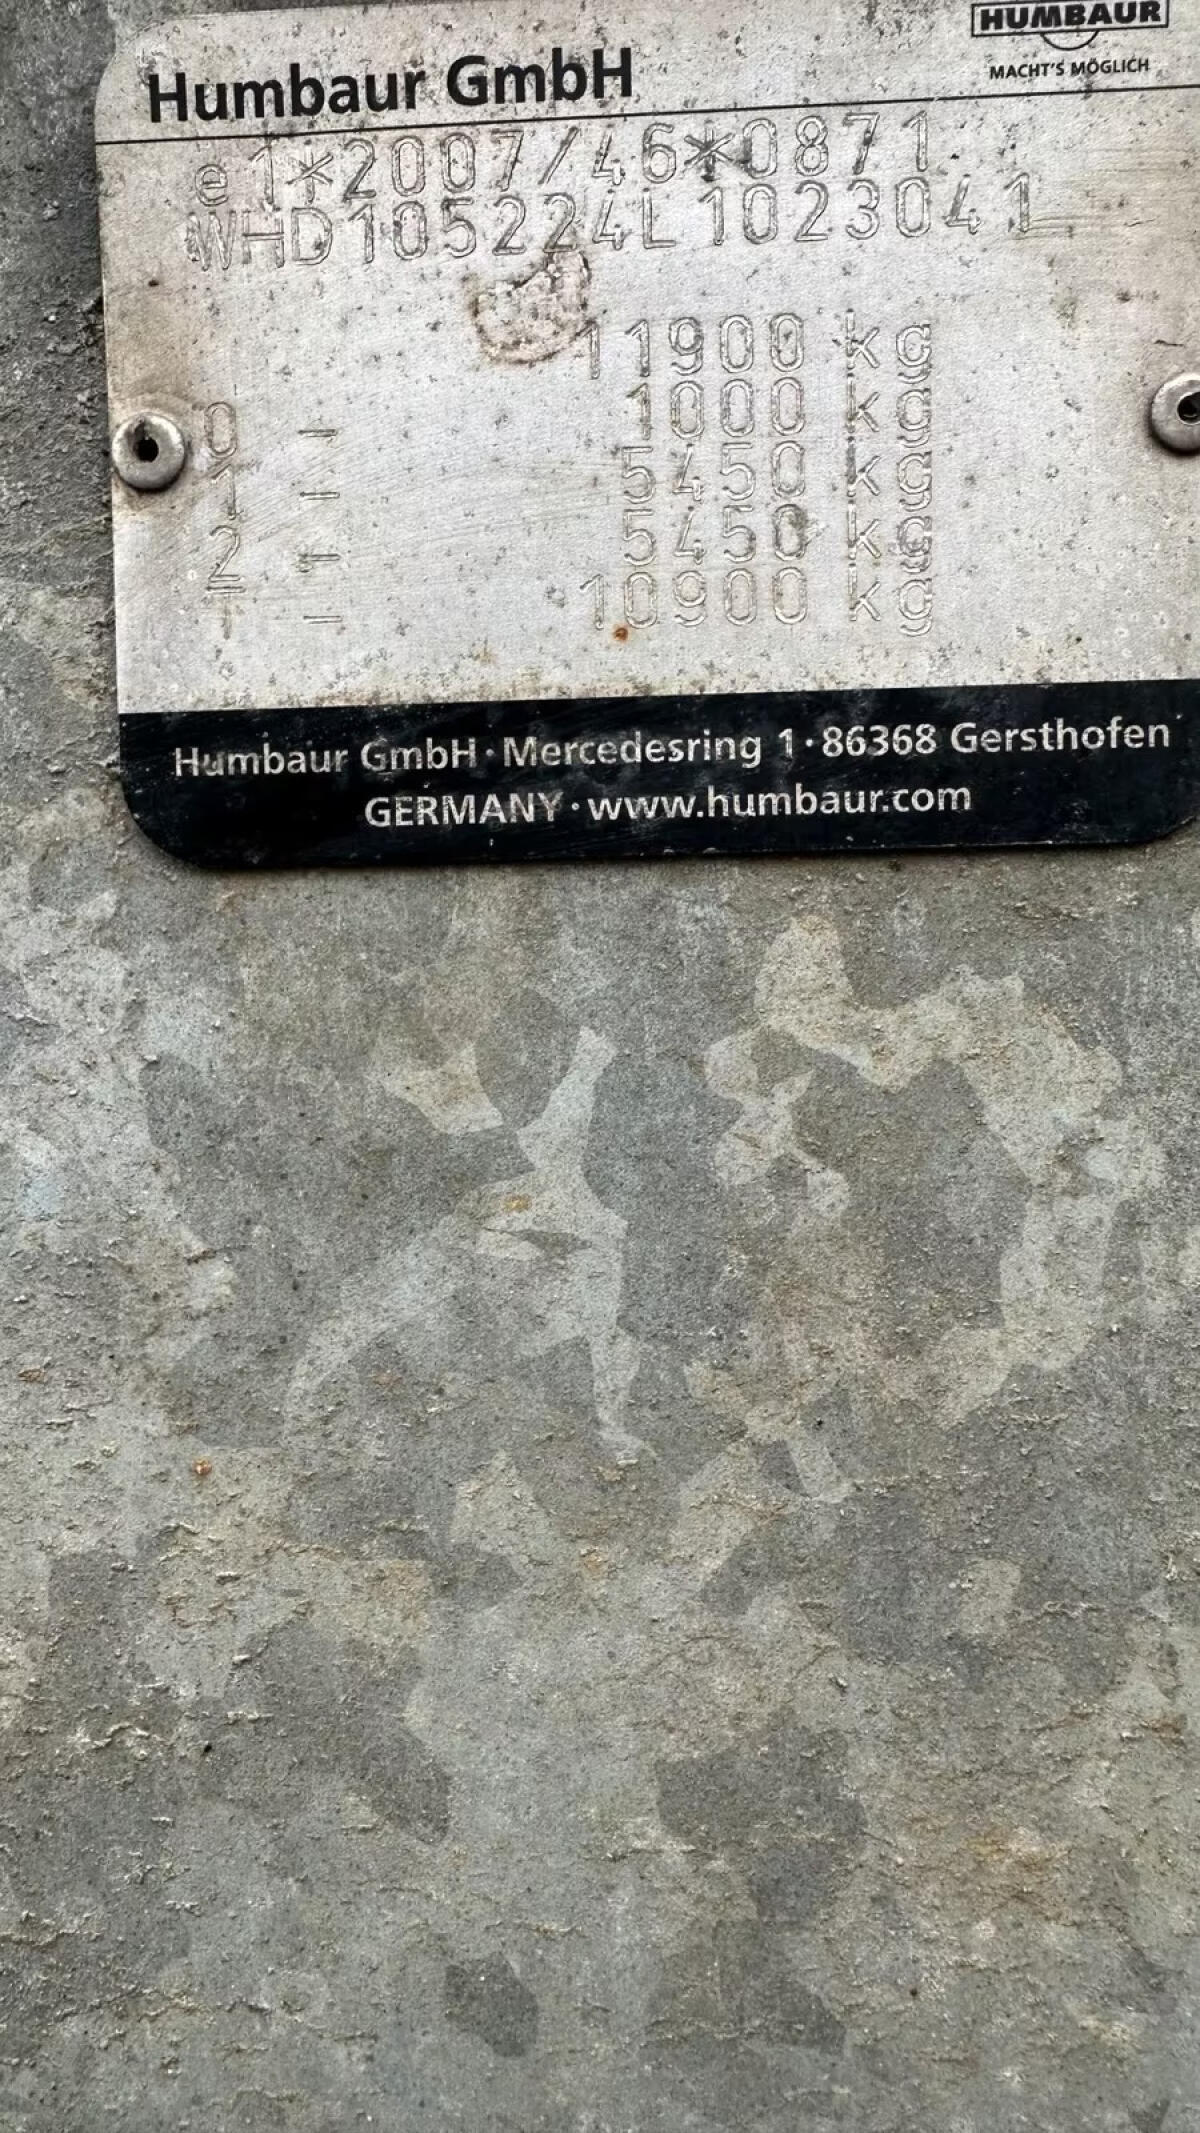 HUMBAUR
MACHT'S MÖGLICH
Humbaur GmbH
e1*2007/46*0871
WHD105224L1023041
11900 kg
0 - 1000 kg
1 - 5450 kg
2 - 5450 kg
T - 10900 kg
Humbaur GmbH · Mercedesring 1 · 86368 Gersthofen
GERMANY · www.humbaur.com